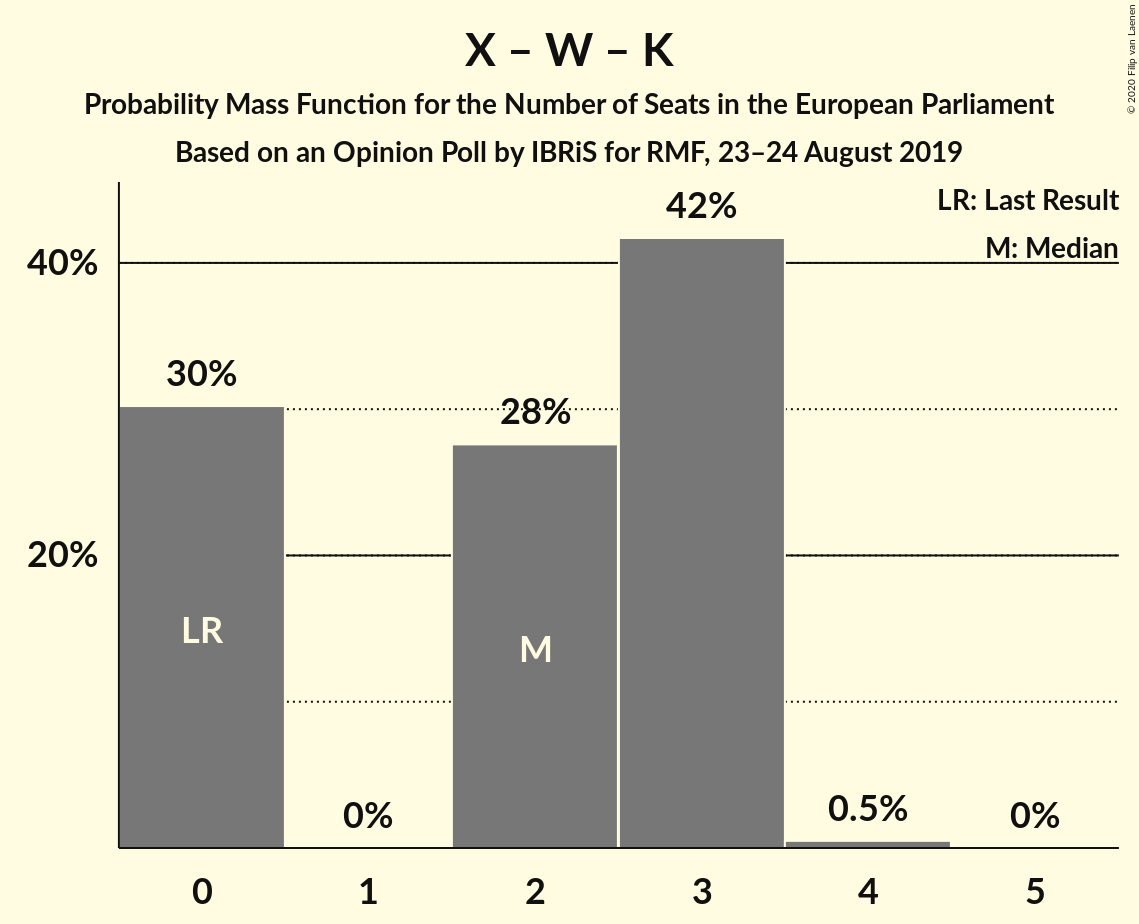 X – W – K
Probability Mass Function for the Number of Seats in the European Parliament
Based on an Opinion Poll by IBRiS for RMF, 23–24 August 2019
© 2020 Filip van Laenen
LR: Last Result
M: Median
40%
20%
30%
0%
28%
42%
0.5%
0%
LR
M
0 1 2 3 4 5